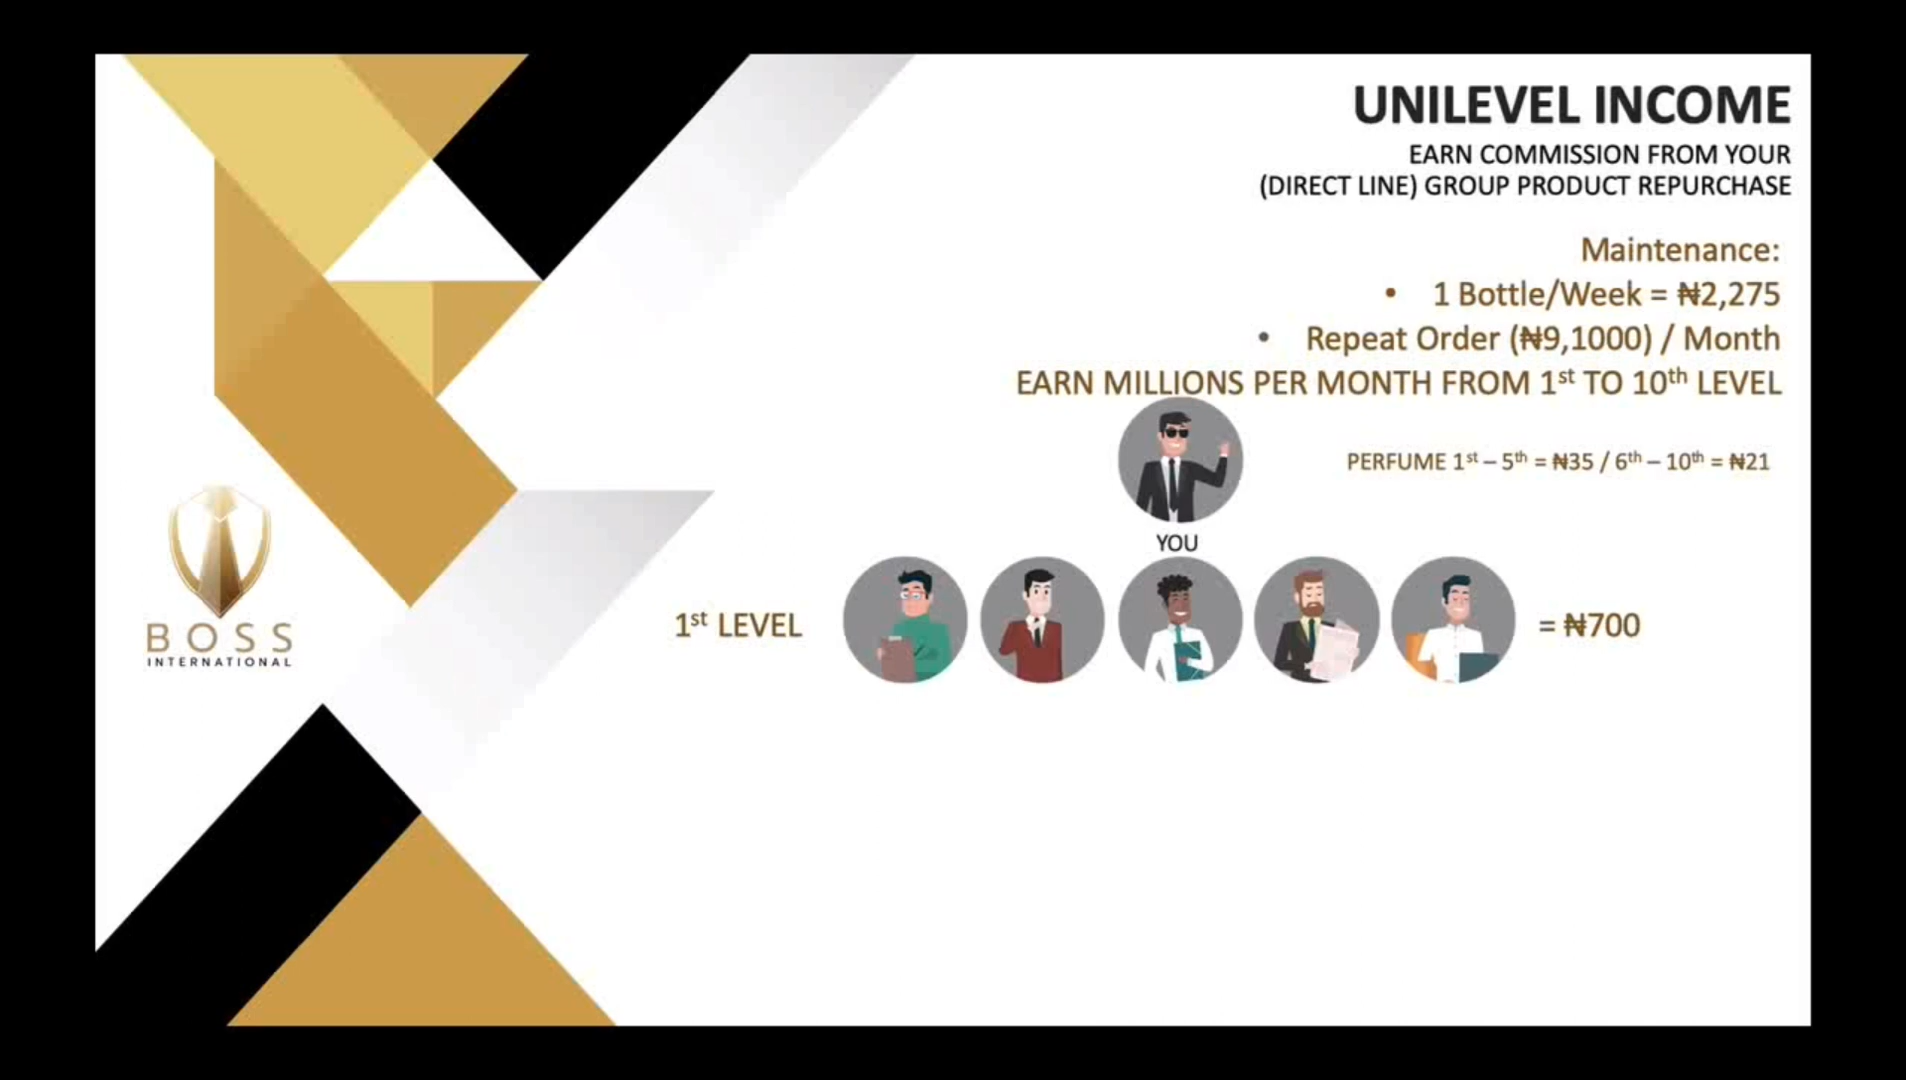 UNILEVEL INCOME
EARN COMMISSION FROM YOUR
(DIRECT LINE) GROUP PRODUCT REPURCHASE
Maintenance:
• 1 Bottle/Week = ₦2,275
• Repeat Order (₦9,1000) / Month
EARN MILLIONS PER MONTH FROM 1st TO 10th LEVEL
PERFUME 1st – 5th = ₦35 / 6th – 10th = ₦21
YOU
1st LEVEL = ₦700
BOSS
INTERNATIONAL